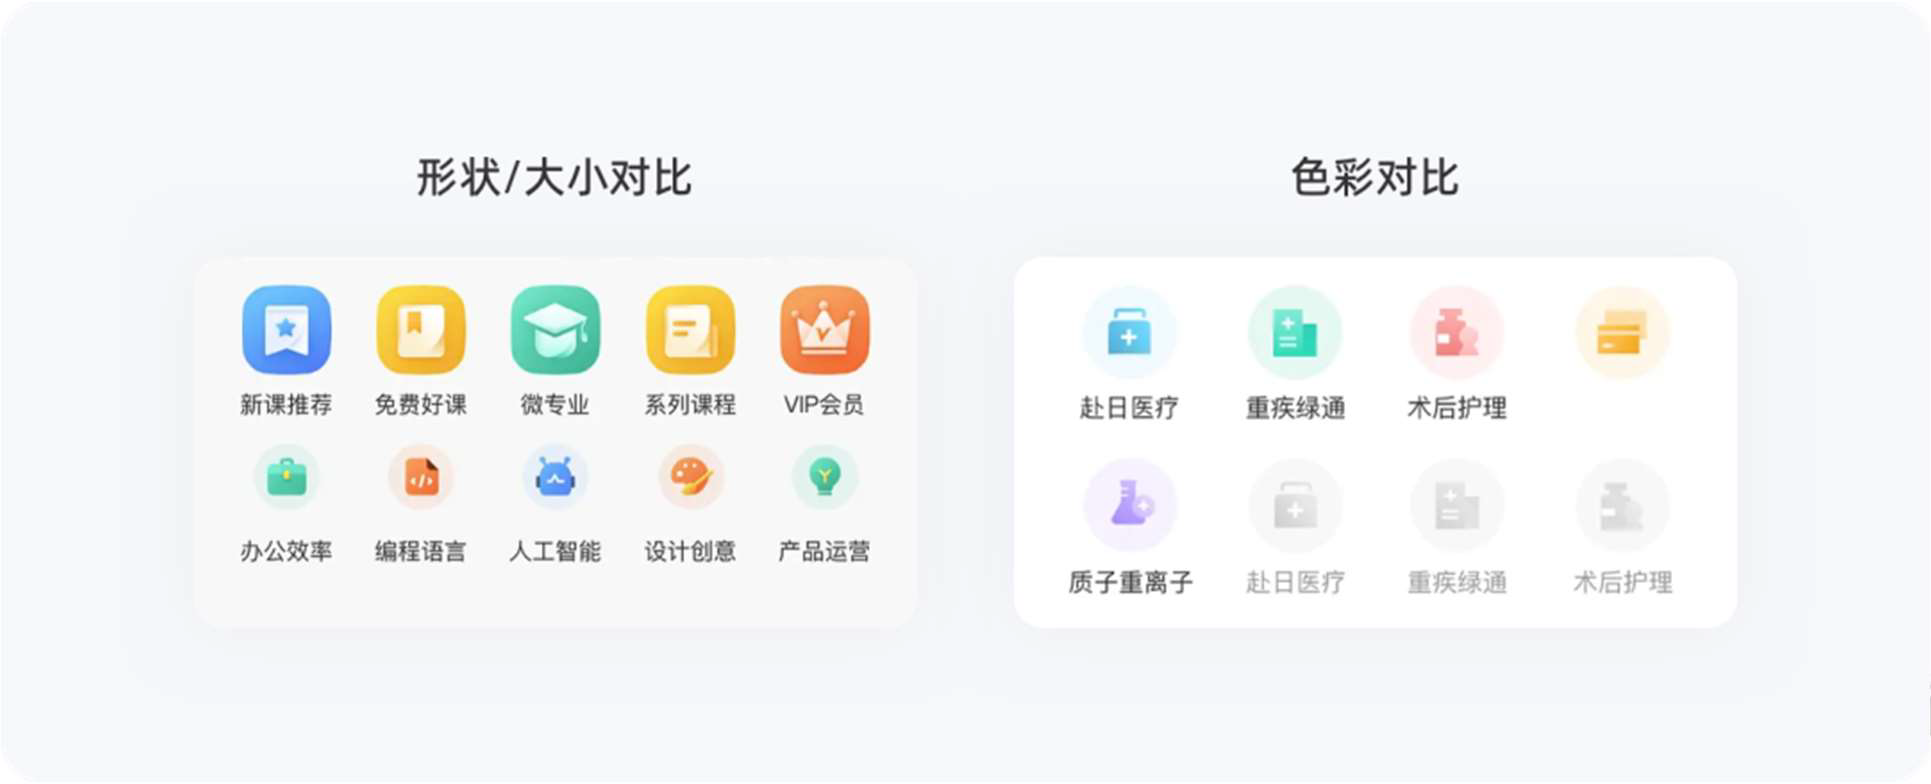 形状/大小对比
新课推荐 免费好课 微专业 系列课程 VIP会员
办公效率 编程语言 人工智能 设计创意 产品运营
色彩对比
赴日医疗 重疾绿通 术后护理
质子重离子 赴日医疗 重疾绿通 术后护理